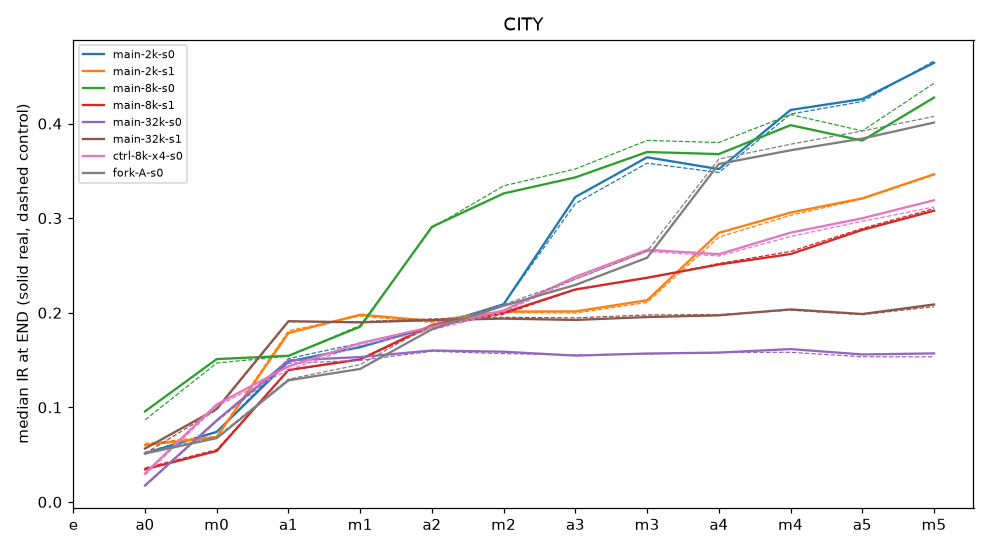 CITY
median IR at END (solid real, dashed control)
main-2k-s0
main-2k-s1
main-8k-s0
main-8k-s1
main-32k-s0
main-32k-s1
ctrl-8k-x4-s0
fork-A-s0
0.4
0.3
0.2
0.1
0.0
e a0 m0 a1 m1 a2 m2 a3 m3 a4 m4 a5 m5